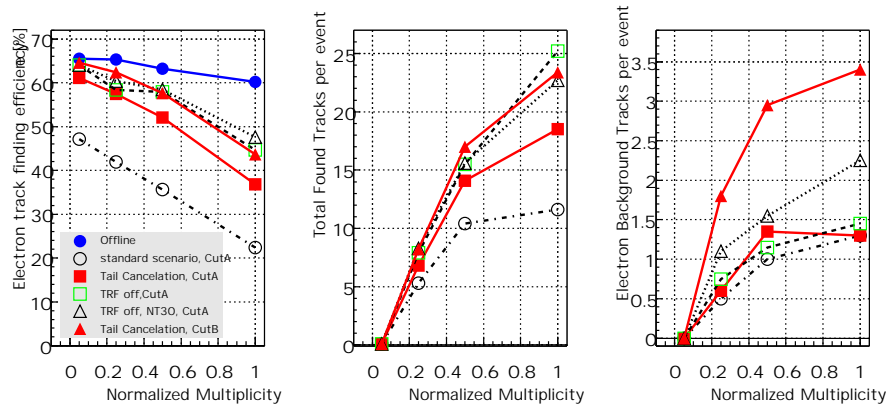 Electron track finding efficiency[%]
70
60
50
40
30
20
10
0
0 0.2 0.4 0.6 0.8 1
Normalized Multiplicity
Offline
standard scenario, CutA
Tail Cancelation, CutA
TRF off,CutA
TRF off, NT30, CutA
Tail Cancelation, CutB
Total Found Tracks per event
25
20
15
10
5
0
0 0.2 0.4 0.6 0.8 1
Normalized Multiplicity
Electron Background Tracks per event
3.5
3
2.5
2
1.5
1
0.5
0
0 0.2 0.4 0.6 0.8 1
Normalized Multiplicity